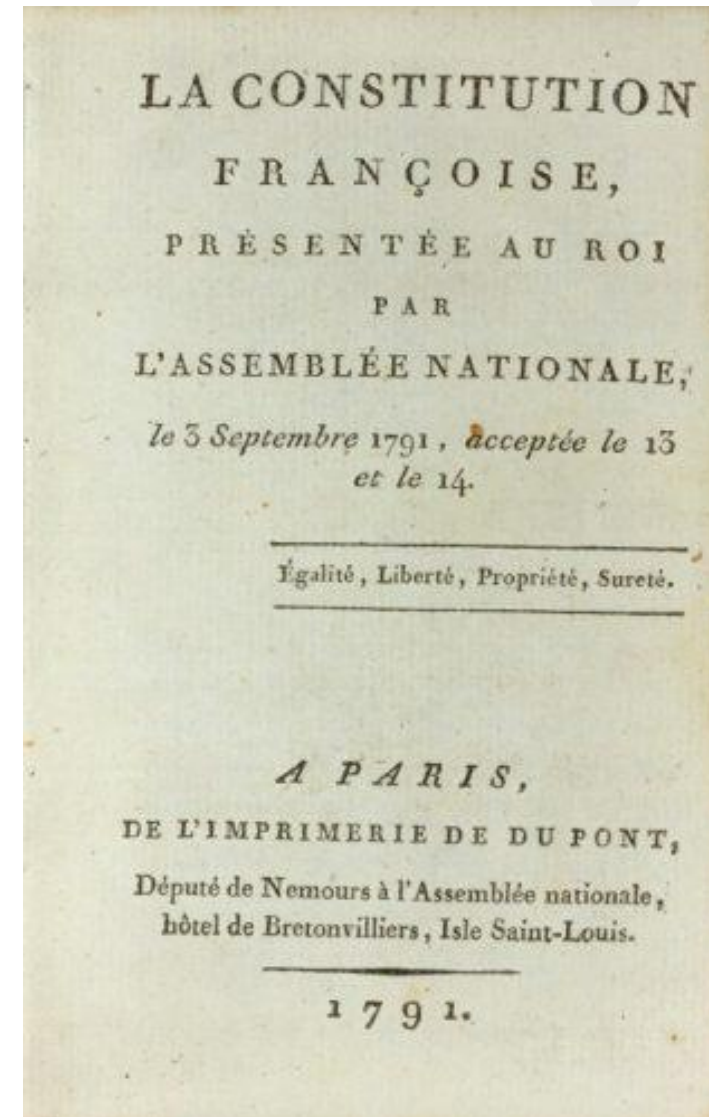 LA CONSTITUTION
FRANÇOISE,
PRÉSENTÉE AU ROI
PAR
L'ASSEMBLÉE NATIONALE,
le 3 Septembre 1791, acceptée le 13
et le 14.
Égalité, Liberté, Propriété, Sureté.
A PARIS,
DE L'IMPRIMERIE DE DU PONT,
Député de Nemours à l'Assemblée nationale,
hôtel de Bretonvilliers, Isle Saint-Louis.
1791.